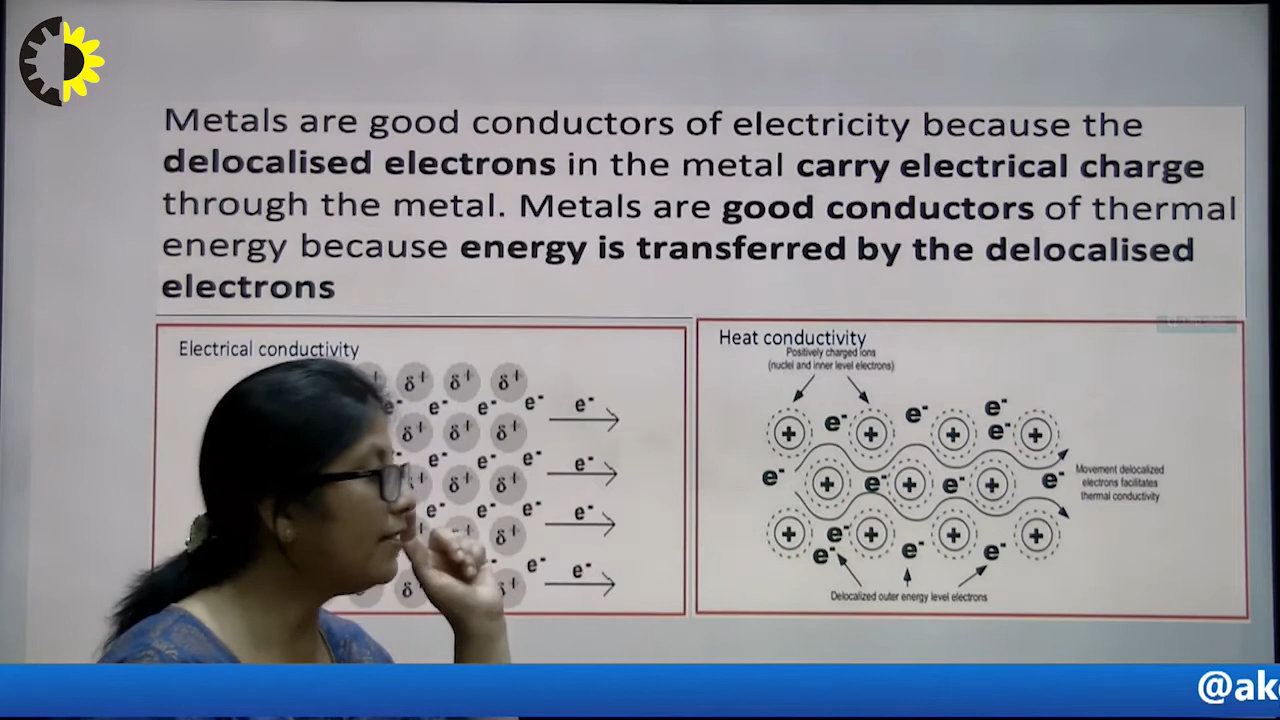 Metals are good conductors of electricity because the
delocalised electrons in the metal carry electrical charge
through the metal. Metals are good conductors of thermal
energy because energy is transferred by the delocalised
electrons
Electrical conductivity
δ+ δ+ δ+
e- e- e- e- e-
δ+ δ+ δ+
e- e- e- e-
δ+ δ+
e- e- e- e-
δ+
e- e-
δ δ+
Heat conductivity
Positively charged ions
(nuclei and inner level electrons)
e- e- e-
+ + + e- +
e- + e- + e- + e-
Movement delocalized
electrons facilitates
thermal conductivity
+ e- + + +
e- e- e-
Delocalized outer energy level electrons